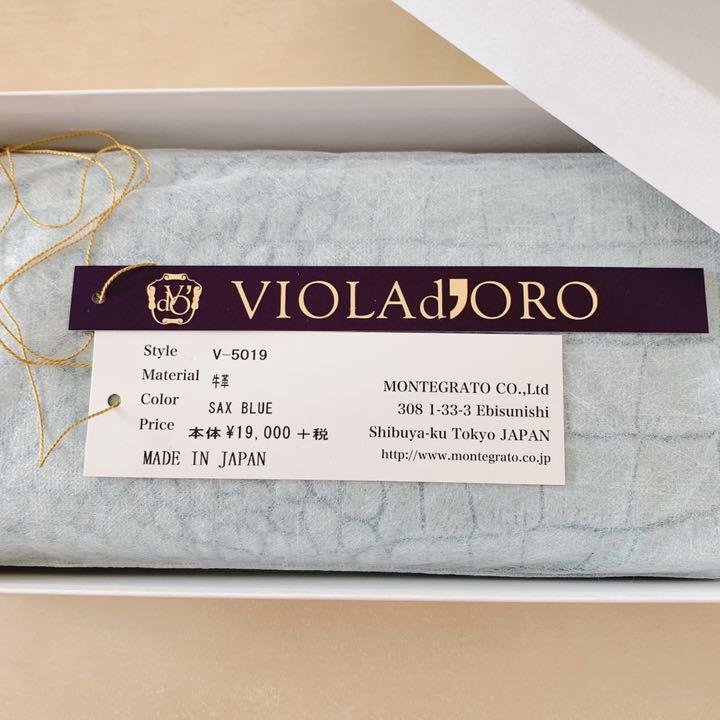 dVO
VIOLAd'ORO
Style V-5019
Material 牛革
Color SAX BLUE
Price 本体 ¥19,000 +税
MADE IN JAPAN
MONTEGRATO CO.,Ltd
308 1-33-3 Ebisunishi
Shibuya-ku Tokyo JAPAN
http://www.montegrato.co.jp